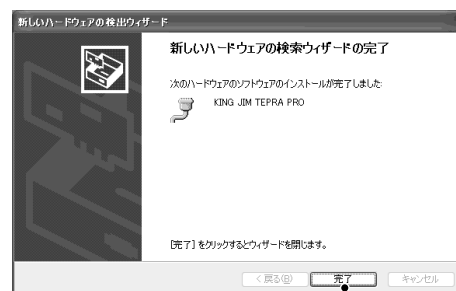 新しいハードウェアの検出ウィザード
新しいハードウェアの検索ウィザードの完了
次のハードウェアのソフトウェアのインストールが完了しました:
KING JIM TEPRA PRO
[完了] をクリックするとウィザードを閉じます。
< 戻る(B)
完了
キャンセル